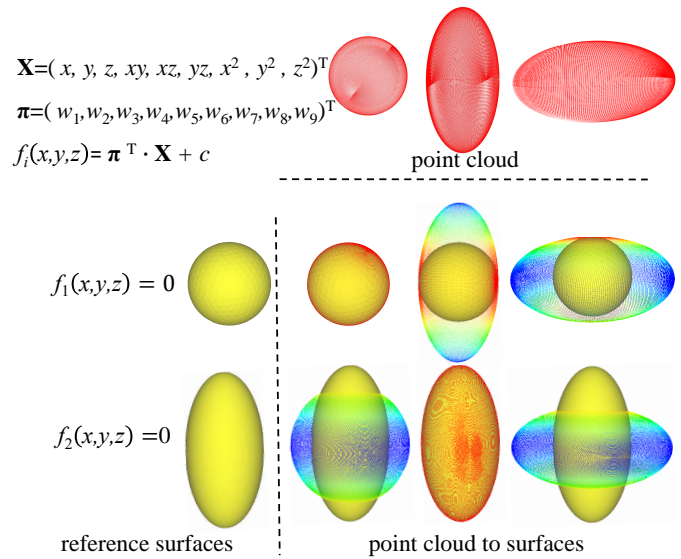 X=( x, y, z, xy, xz, yz, x², y², z²)ᵀ
π=( w₁,w₂,w₃,w₄,w₅,w₆,w₇,w₈,w₉)ᵀ
fᵢ(x,y,z)= π ᵀ · X + c
point cloud
f₁(x,y,z) = 0
f₂(x,y,z) =0
reference surfaces
point cloud to surfaces